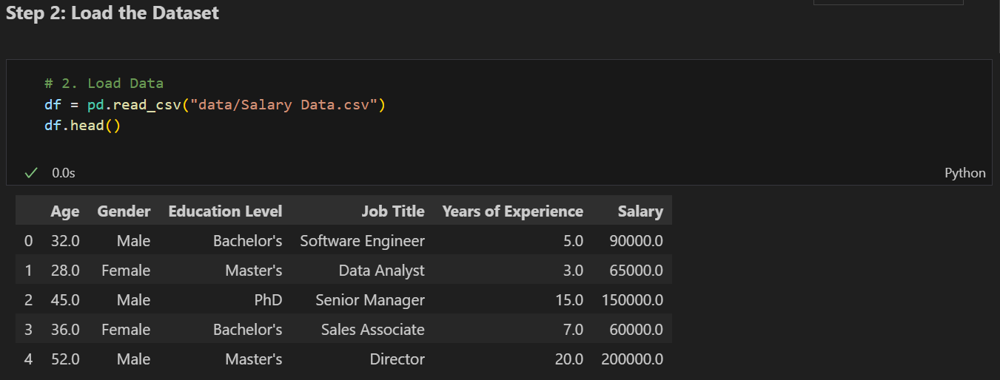 Step 2: Load the Dataset
# 2. Load Data
df = pd.read_csv("data/Salary Data.csv")
df.head()
0.0s
Python
Age Gender Education Level Job Title Years of Experience Salary
0 32.0 Male Bachelor's Software Engineer 5.0 90000.0
1 28.0 Female Master's Data Analyst 3.0 65000.0
2 45.0 Male PhD Senior Manager 15.0 150000.0
3 36.0 Female Bachelor's Sales Associate 7.0 60000.0
4 52.0 Male Master's Director 20.0 200000.0